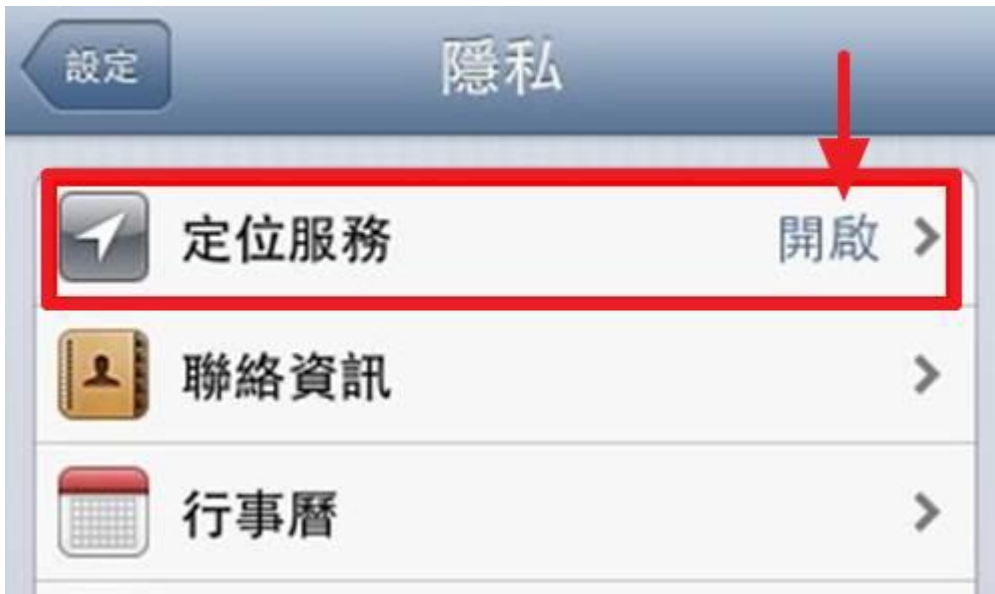 設定
隱私
定位服務 開啟
聯絡資訊
行事曆